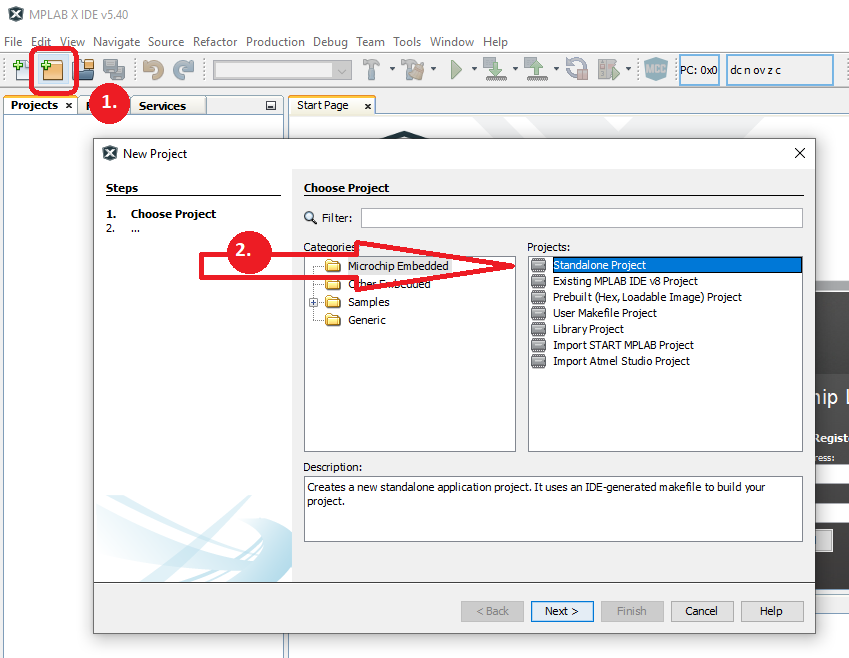 MPLAB X IDE v5.40
File Edit View Navigate Source Refactor Production Debug Team Tools Window Help
MCC
PC: 0x0
dc n ov z c
1.
Projects × Services
Start Page ×
New Project ×
Steps
1. Choose Project
2. ...
Choose Project
Filter:
2.
Categories
Microchip Embedded
Other Embedded
Samples
Generic
Projects:
Standalone Project
Existing MPLAB IDE v8 Project
Prebuilt (Hex, Loadable Image) Project
User Makefile Project
Library Project
Import START MPLAB Project
Import Atmel Studio Project
Description:
Creates a new standalone application project. It uses an IDE-generated makefile to build your
project.
< Back Next > Finish Cancel Help